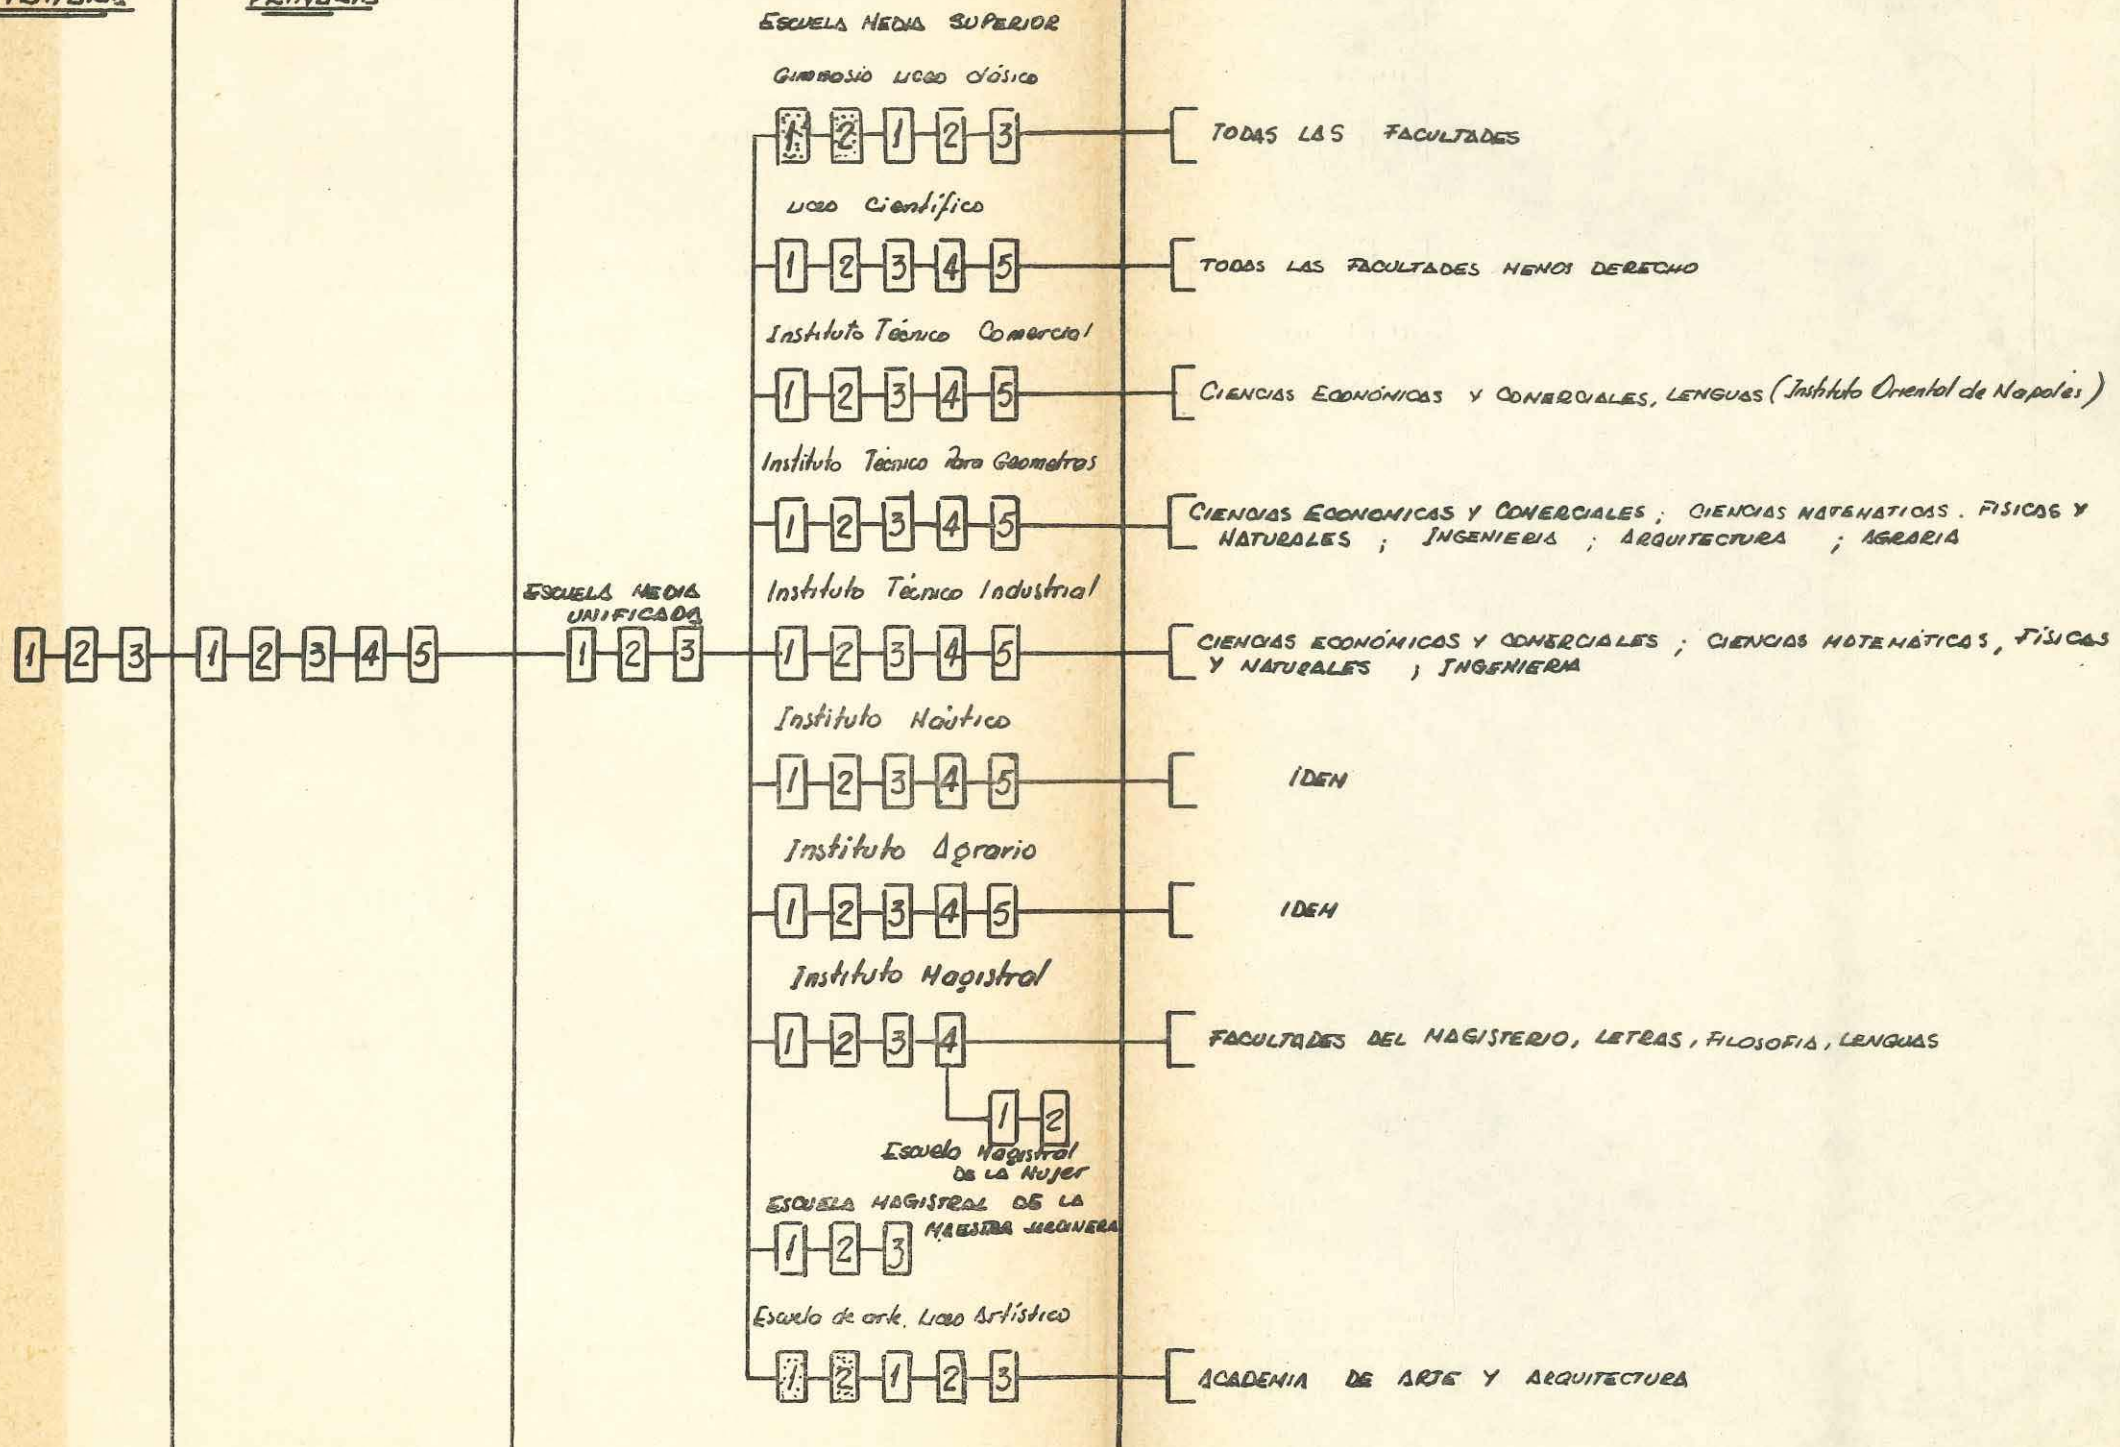 PRIMARIA
ESCUELA MEDIA SUPERIOR
Gimnasio Liceo Clásico
1 2 1 2 3
TODAS LAS FACULTADES
Liceo Científico
1 2 3 4 5
TODAS LAS FACULTADES MENOS DERECHO
Instituto Técnico Comercial
1 2 3 4 5
CIENCIAS ECONÓMICAS Y COMERCIALES, LENGUAS (Instituto Oriental de Napoles)
Instituto Técnico Para Geometras
1 2 3 4 5
CIENCIAS ECONOMICAS Y COMERCIALES; CIENCIAS MATEMATICAS. FISICAS Y
NATURALES ; INGENIERIA ; ARQUITECTURA ; AGRARIA
ESCUELA MEDIA
UNIFICADA
1 2 3
1 2 3 4 5
1 2 3
Instituto Técnico Industrial
1 2 3 4 5
CIENCIAS ECONÓMICAS Y COMERCIALES ; CIENCIAS MATEMÁTICAS, FÍSICAS
Y NATURALES ; INGENIERIA
Instituto Naútico
1 2 3 4 5
IDEM
Instituto Agrario
1 2 3 4 5
IDEM
Instituto Magistral
1 2 3 4
FACULTADES DEL MAGISTERIO, LETRAS, FILOSOFIA, LENGUAS
1 2
Escuela Magistral
DE LA Mujer
ESCUELA MAGISTRAL DE LA
MAESTRA JARDINERA
1 2 3
Escuela de arte. Liceo Artístico
1 2 1 2 3
ACADEMIA DE ARTE Y ARQUITECTURA